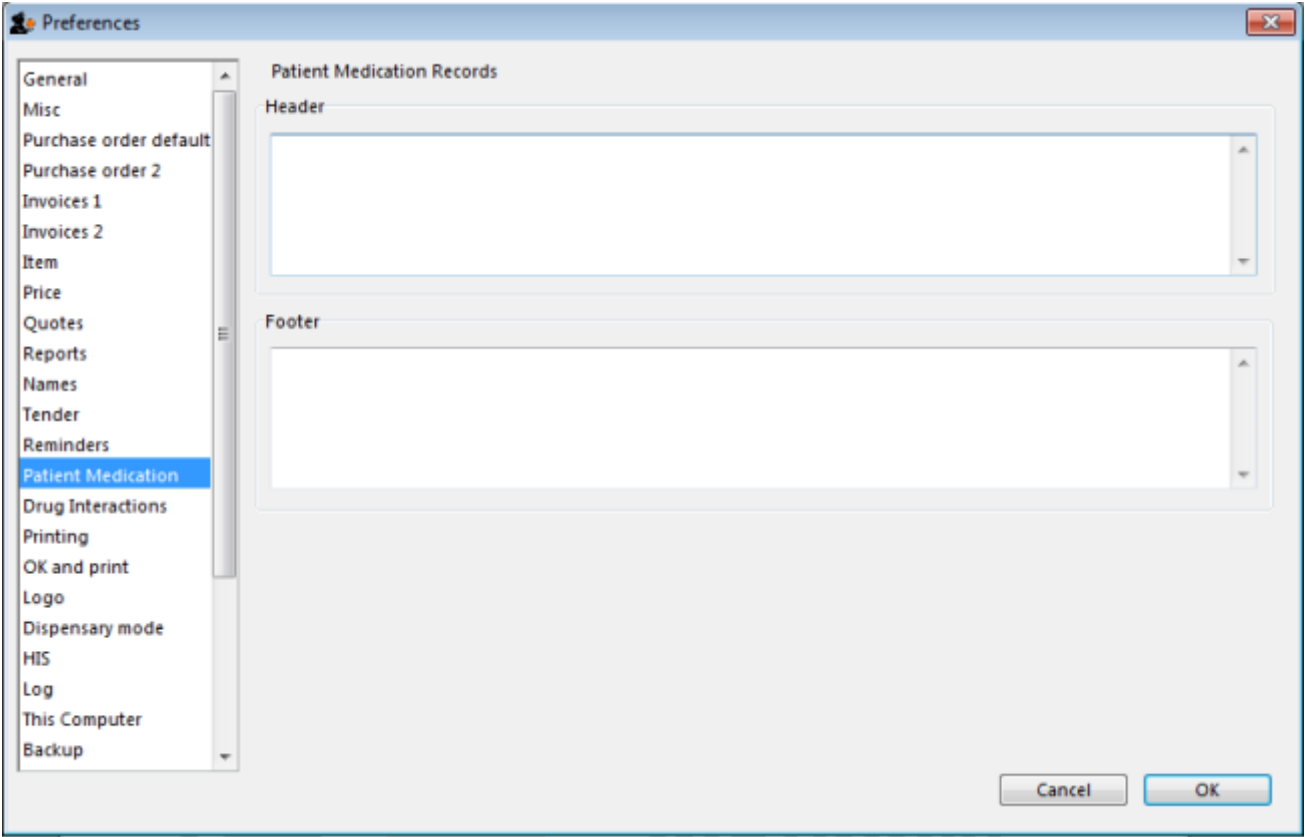 Preferences
General
Misc
Purchase order default
Purchase order 2
Invoices 1
Invoices 2
Item
Price
Quotes
Reports
Names
Tender
Reminders
Patient Medication
Drug Interactions
Printing
OK and print
Logo
Dispensary mode
HIS
Log
This Computer
Backup
Patient Medication Records
Header
Footer
Cancel
OK